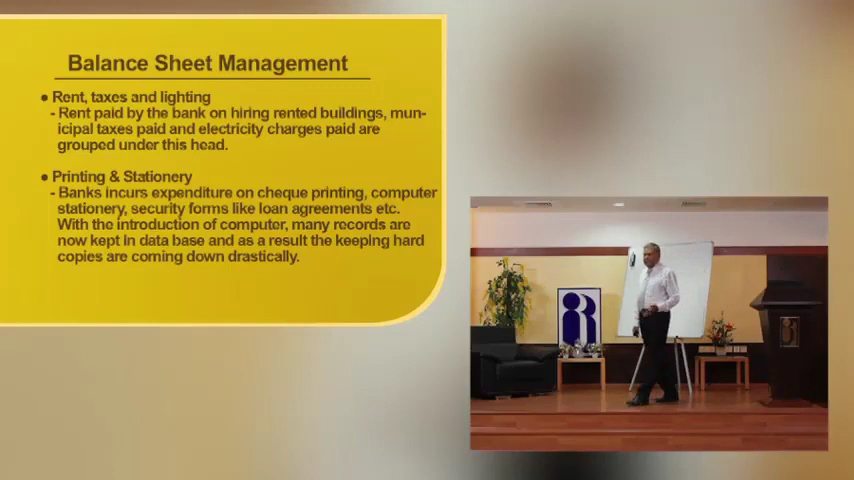 Balance Sheet Management
● Rent, taxes and lighting
- Rent paid by the bank on hiring rented buildings, mun-
icipal taxes paid and electricity charges paid are
grouped under this head.
● Printing & Stationery
- Banks incurs expenditure on cheque printing, computer
stationery, security forms like loan agreements etc.
With the introduction of computer, many records are
now kept in data base and as a result the keeping hard
copies are coming down drastically.